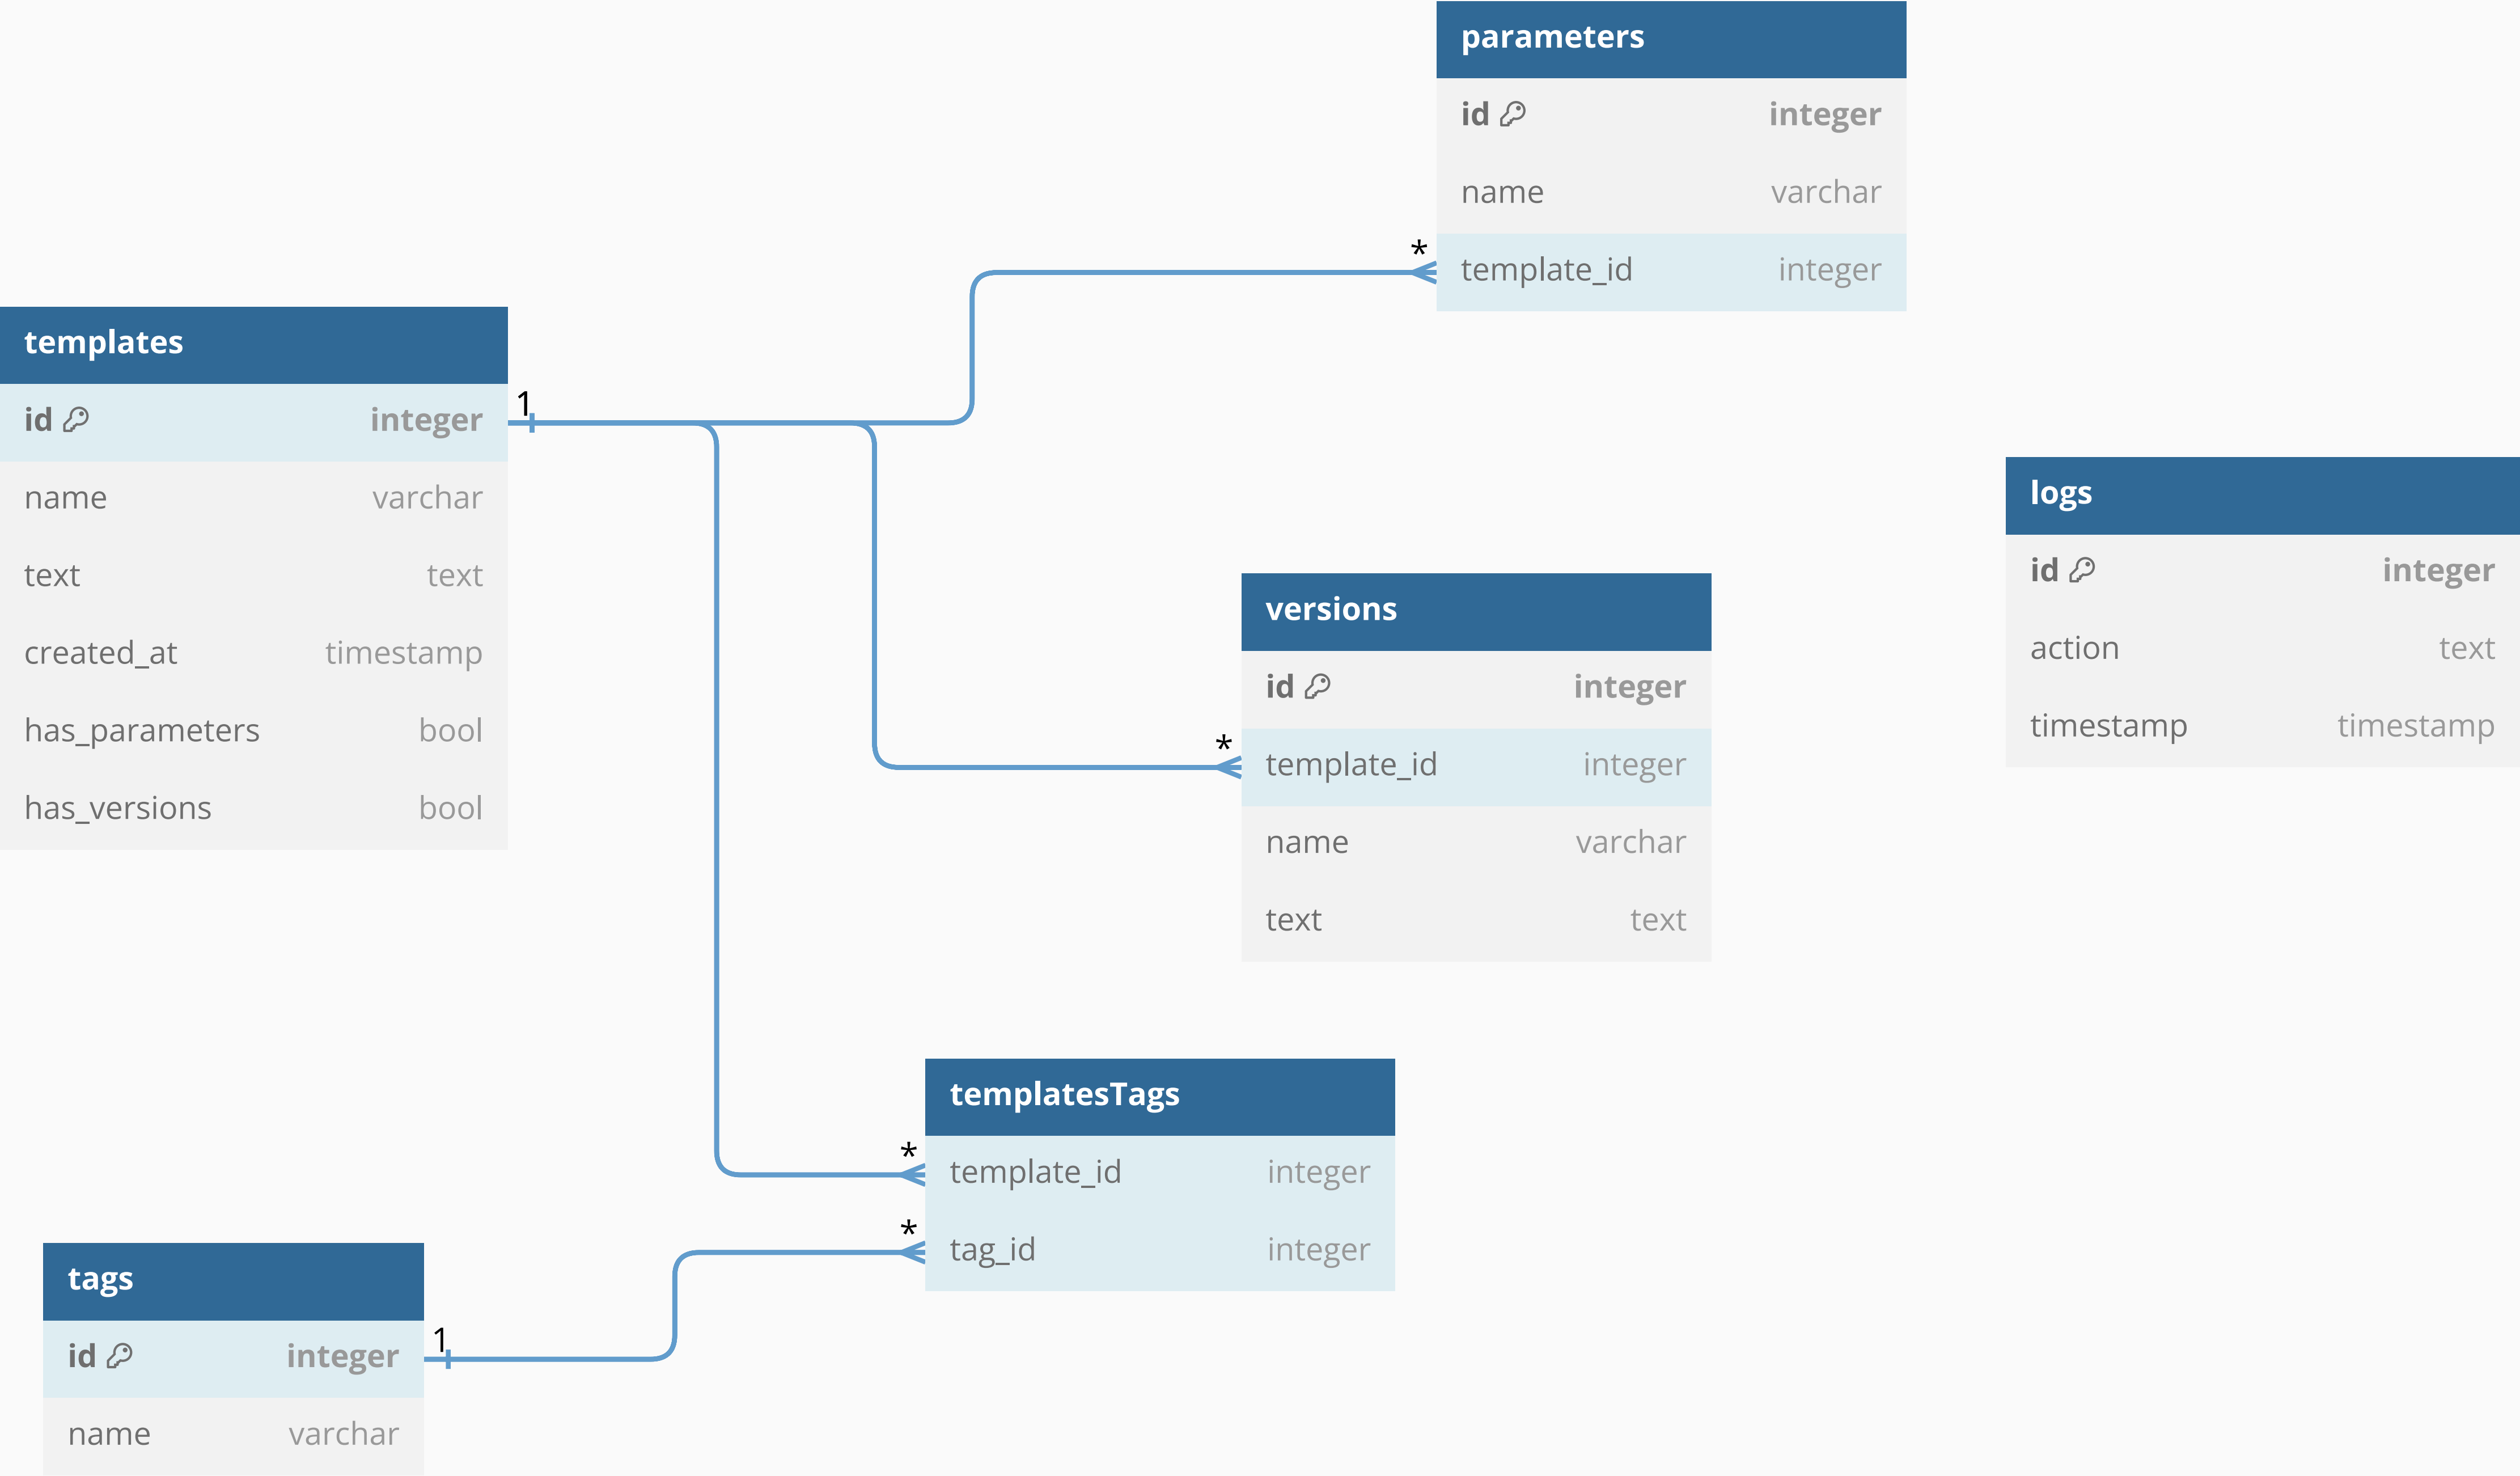 parameters
id integer
name varchar
* template_id integer
templates
1
id integer
name varchar
text text
created_at timestamp
has_parameters bool
has_versions bool
logs
id integer
action text
timestamp timestamp
versions
id integer
* template_id integer
name varchar
text text
templatesTags
* template_id integer
* tag_id integer
tags
1
id integer
name varchar